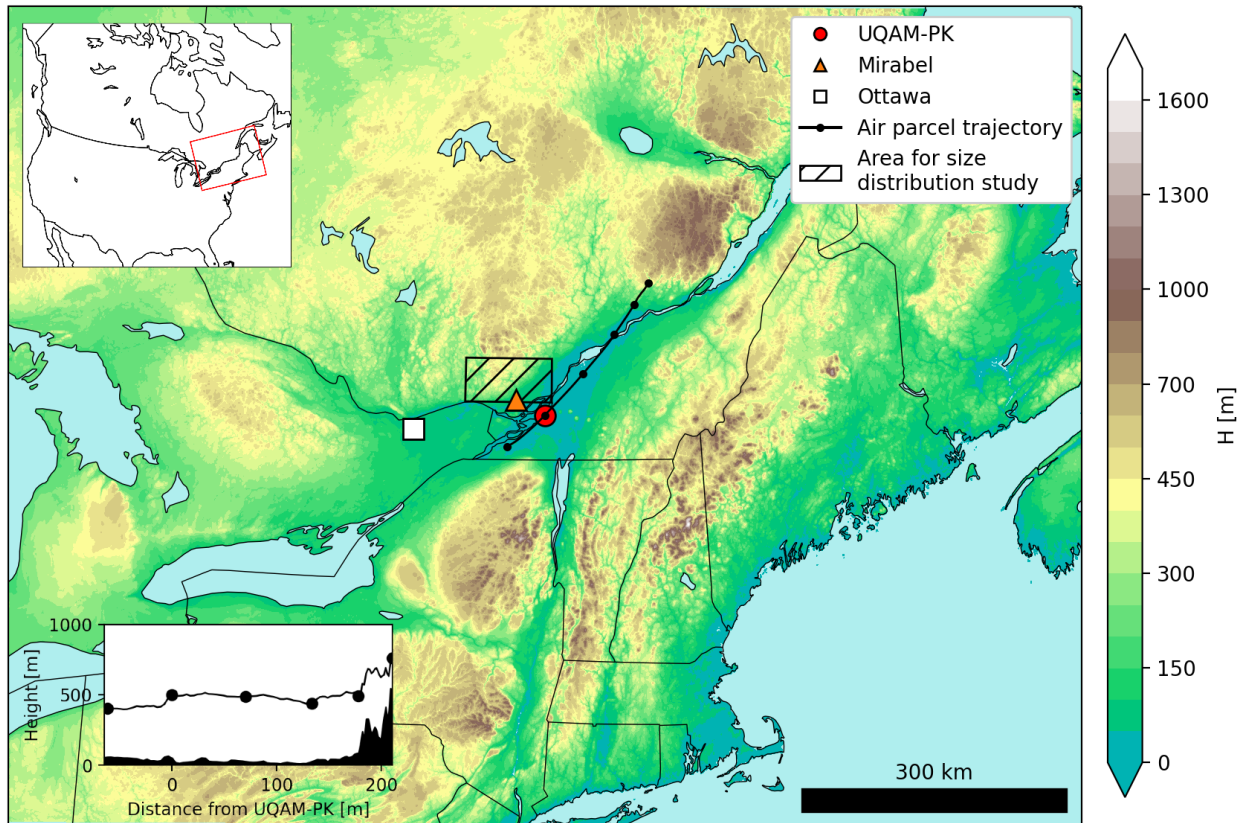 UQAM-PK
Mirabel
Ottawa
Air parcel trajectory
Area for size
distribution study
1600
1300
1000
700
450
300
150
0
H [m]
1000
500
0
Height [m]
0
100
200
Distance from UQAM-PK [m]
300 km